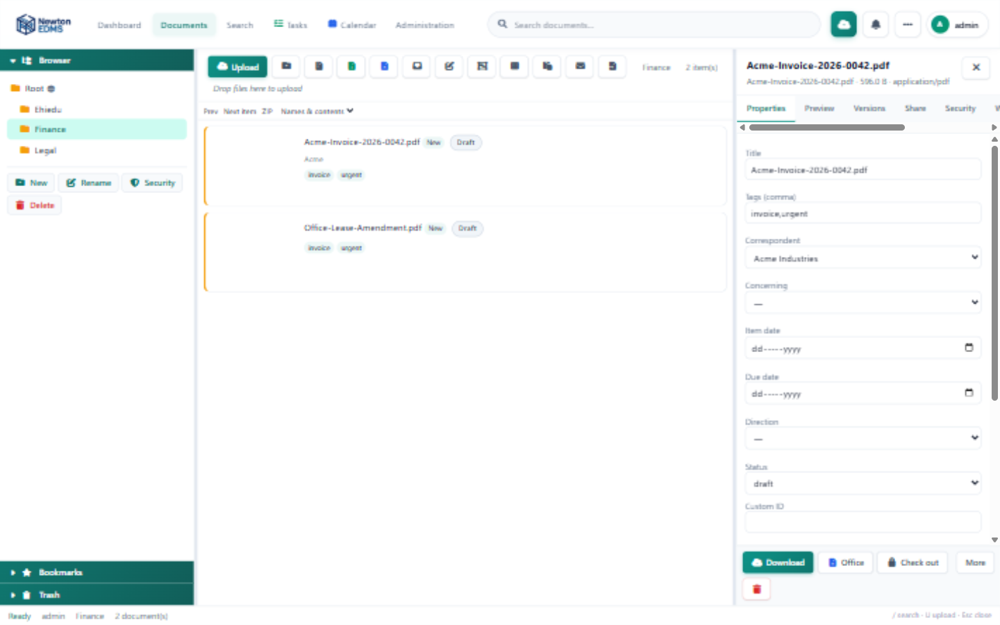 Newton EDMS
Dashboard
Documents
Search
Tasks
Calendar
Administration
Search documents...
A
admin
Browser
Root
Ehiedu
Finance
Legal
New
Rename
Security
Delete
Bookmarks
Trash
Upload
Finance
2 item(s)
Drop files here to upload
Prev Next item ZIP Names & contents
Acme-Invoice-2026-0042.pdf New Draft
Acme
invoice urgent
Office-Lease-Amendment.pdf New Draft
invoice urgent
Acme-Invoice-2026-0042.pdf
Acme-Invoice-2026-0042.pdf · 596.0 B · application/pdf
Properties Preview Versions Share Security W
Title
Acme-Invoice-2026-0042.pdf
Tags (comma)
invoice,urgent
Correspondent
Acme Industries
Concerning
—
Item date
dd-----yyyy
Due date
dd-----yyyy
Direction
—
Status
draft
Custom ID
Download
Office
Check out
More
Ready admin Finance 2 document(s)
/ search · U upload · Esc close